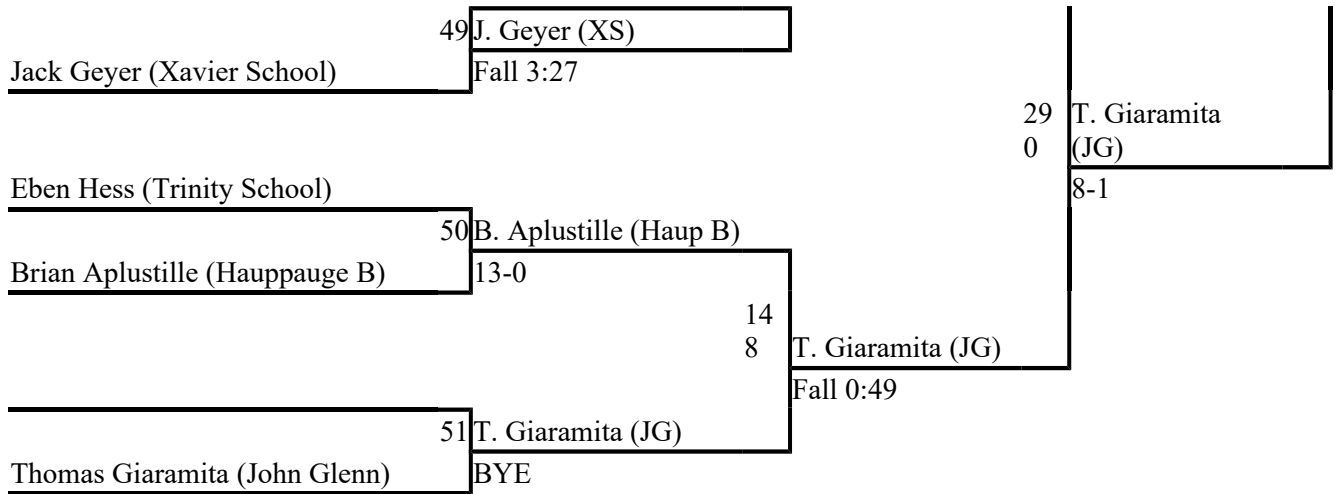 49 J. Geyer (XS)
Jack Geyer (Xavier School) Fall 3:27
29 T. Giaramita
0 (JG)
Eben Hess (Trinity School) 8-1
50 B. Aplustille (Haup B)
Brian Aplustille (Hauppauge B) 13-0
14
8 T. Giaramita (JG)
Fall 0:49
51 T. Giaramita (JG)
Thomas Giaramita (John Glenn) BYE